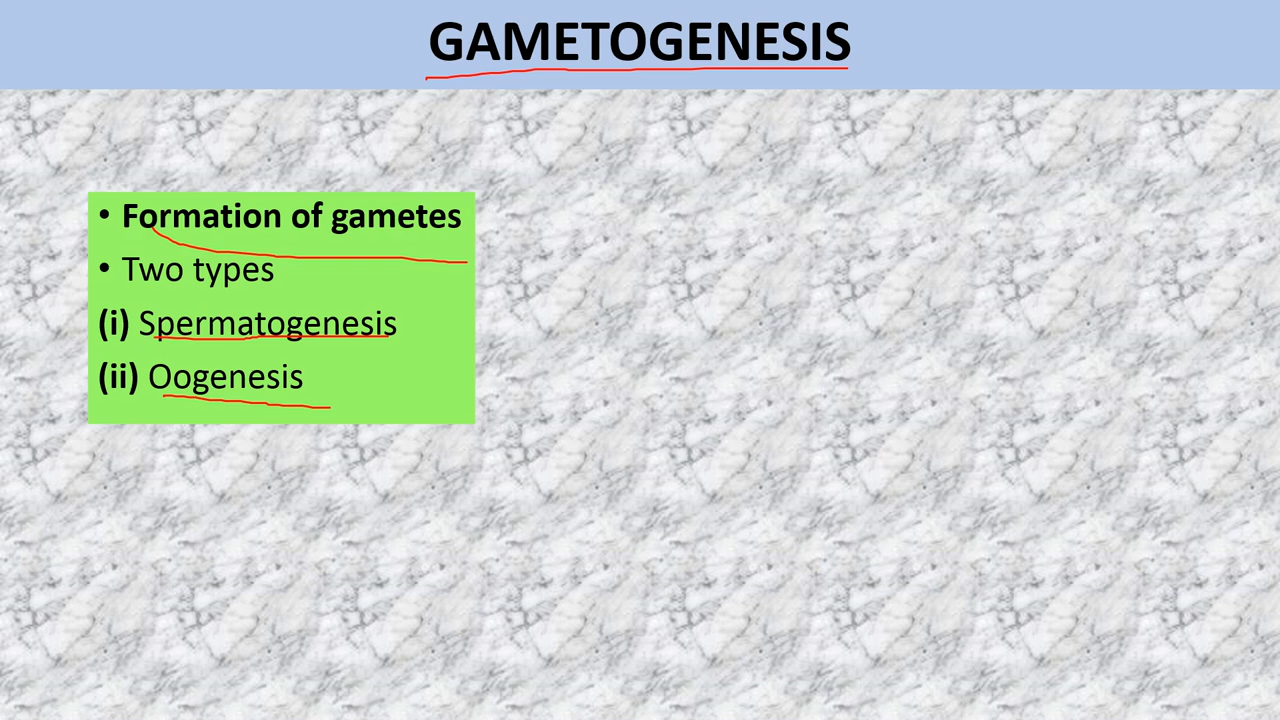 GAMETOGENESIS
• Formation of gametes
• Two types
(i) Spermatogenesis
(ii) Oogenesis